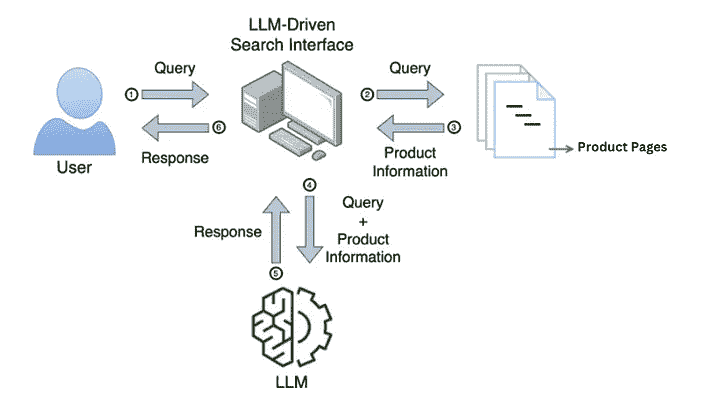 LLM-Driven
Search Interface
Query
①
②
Query
⑥
③
Response
Product
Information
User
Product Pages
④
Response
Query
+
Product
Information
⑤
LLM